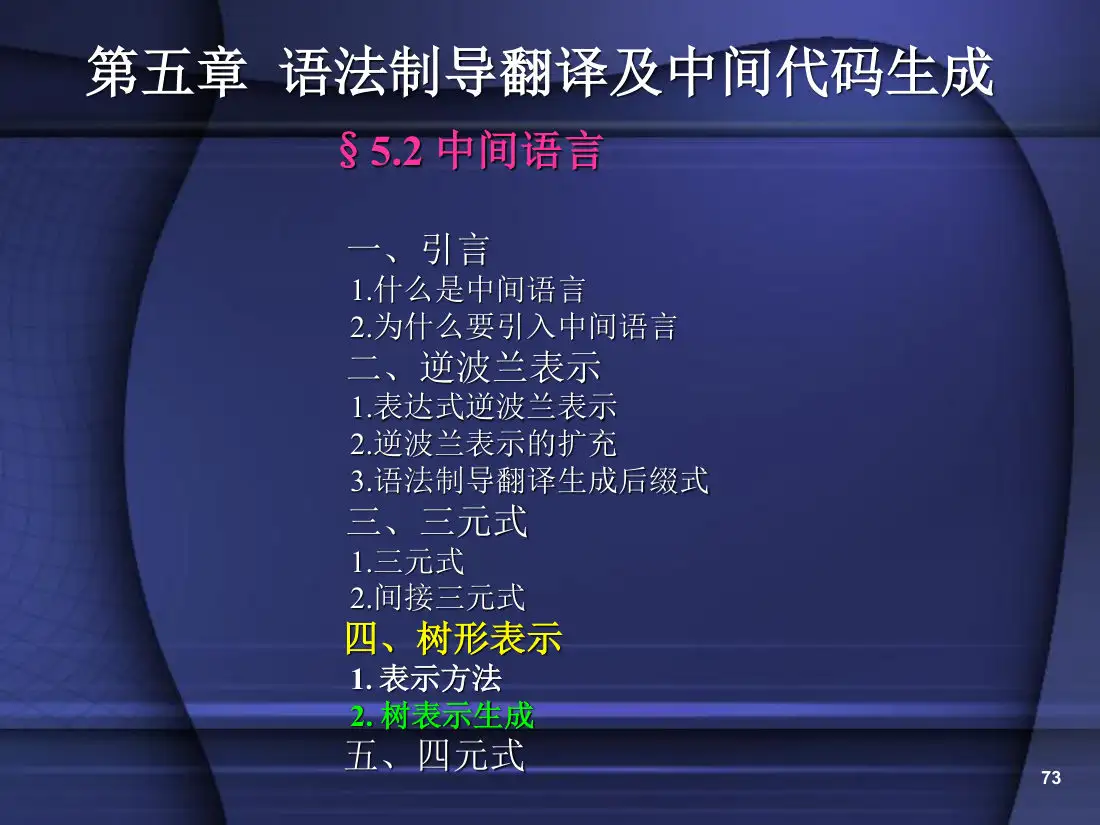 第五章 语法制导翻译及中间代码生成
§5.2 中间语言
一、引言
1.什么是中间语言
2.为什么要引入中间语言
二、逆波兰表示
1.表达式逆波兰表示
2.逆波兰表示的扩充
3.语法制导翻译生成后缀式
三、三元式
1.三元式
2.间接三元式
四、树形表示
1. 表示方法
2. 树表示生成
五、四元式
73